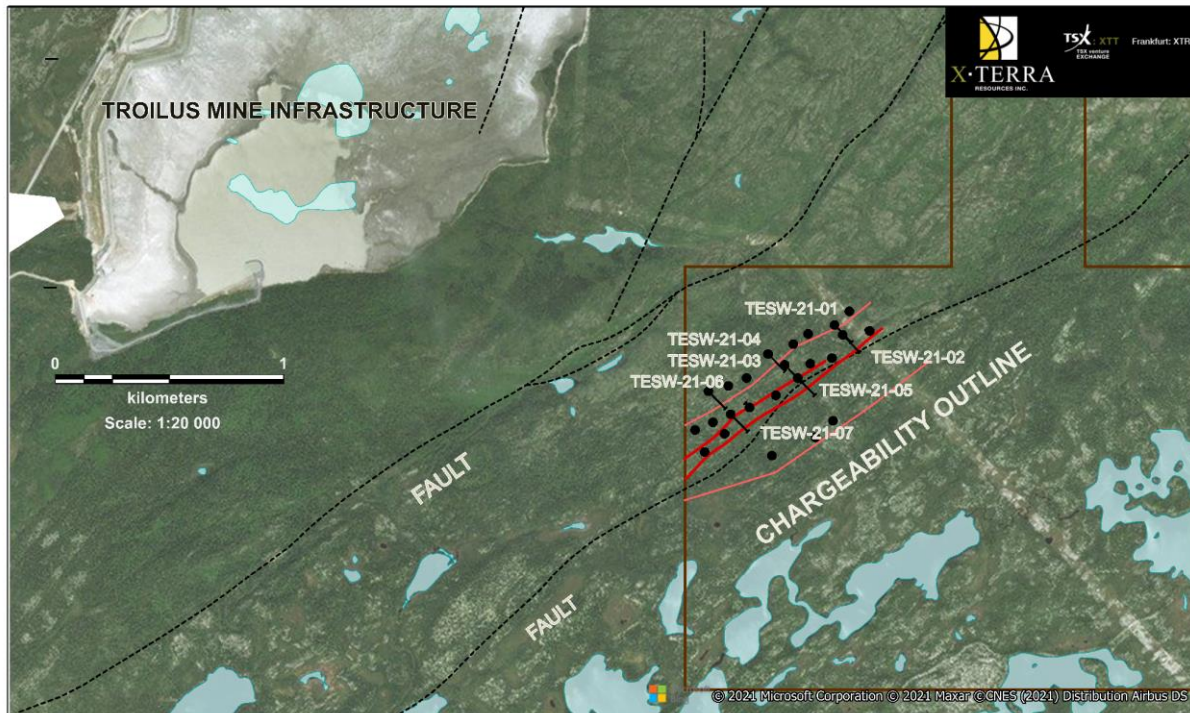 TSX : XTT Frankfurt: XTR
TSX venture
EXCHANGE
X·TERRA
RESOURCES INC.
TROILUS MINE INFRASTRUCTURE
TESW-21-01
TESW-21-04
TESW-21-03
TESW-21-02
TESW-21-06
TESW-21-05
TESW-21-07
0 1
kilometers
Scale: 1:20 000
FAULT
CHARGEABILITY OUTLINE
FAULT
© 2021 Microsoft Corporation © 2021 Maxar ©CNES (2021) Distribution Airbus DS